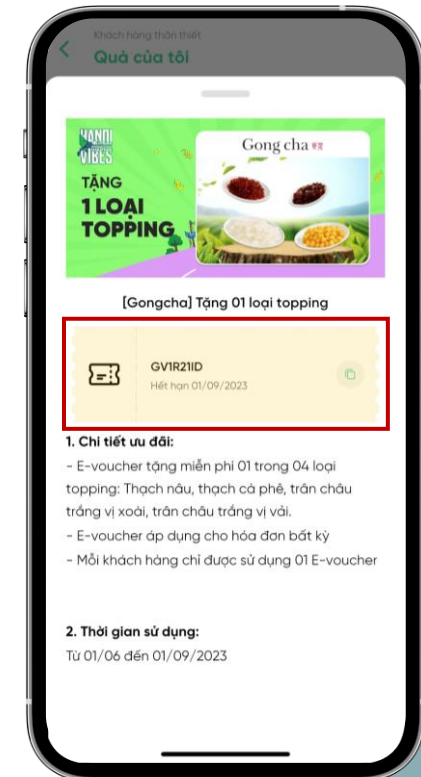 Khách hàng thân thiết
Quà của tôi
HANDI
VIBES
TẶNG
1 LOẠI
TOPPING
Gong cha 貢茶
[Gongcha] Tặng 01 loại topping
GV1R21ID
Hết hạn 01/09/2023
1. Chi tiết ưu đãi:
- E-voucher tặng miễn phí 01 trong 04 loại
topping: Thạch nâu, thạch cà phê, trân châu
trắng vị xoài, trân châu trắng vị vải.
- E-voucher áp dụng cho hóa đơn bất kỳ
- Mỗi khách hàng chỉ được sử dụng 01 E-voucher
2. Thời gian sử dụng:
Từ 01/06 đến 01/09/2023